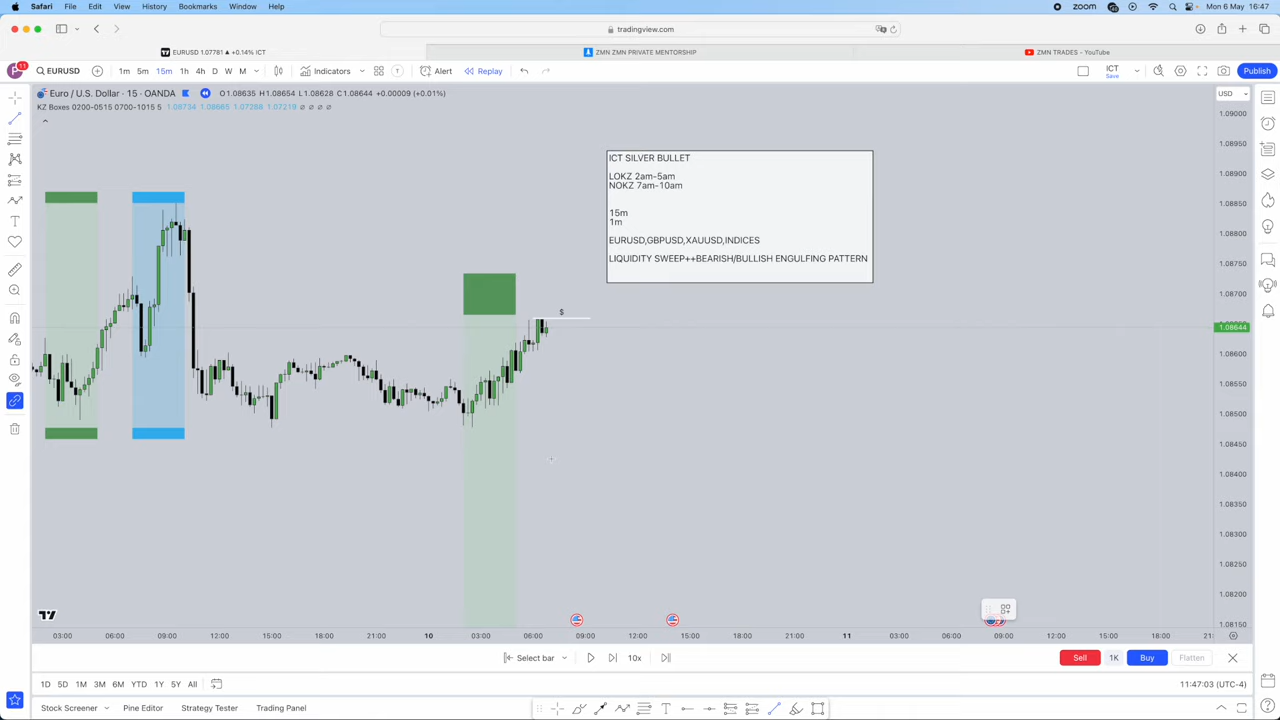 Safari File Edit View History Bookmarks Window Help
zoom Mon 6 May 16:47
tradingview.com
EURUSD 1.07781 ▲ +0.14% ICT
ZMN ZMN PRIVATE MENTORSHIP
ZMN TRADES - YouTube
P 11 EURUSD 1m 5m 15m 1h 4h D W M Indicators Alert Replay ICT Save Publish
Euro / U.S. Dollar · 15 · OANDA O1.08635 H1.08654 L1.08628 C1.08644 +0.00009 (+0.01%)
USD
KZ Boxes 0200-0515 0700-1015 5 1.08734 1.08665 1.07288 1.07219 ∅ ∅ ∅ ∅
ICT SILVER BULLET
LOKZ 2am-5am
NOKZ 7am-10am
15m
1m
EURUSD,GBPUSD,XAUUSD,INDICES
LIQUIDITY SWEEP++BEARISH/BULLISH ENGULFING PATTERN
$
1.09000
1.08950
1.08900
1.08850
1.08800
1.08750
1.08700
1.08644
1.08600
1.08550
1.08500
1.08450
1.08400
1.08350
1.08300
1.08250
1.08200
1.08150
03:00 06:00 09:00 12:00 15:00 21:00 10 03:00 06:00 09:00 12:00 15:00 18:00 21:00 11 03:00 06:00 09:00 12:00 15:00 18:00 21:
Select bar 10x Sell 1K Buy Flatten
1D 5D 1M 3M 6M YTD 1Y 5Y All 11:47:03 (UTC-4)
Stock Screener Pine Editor Strategy Tester Trading Panel